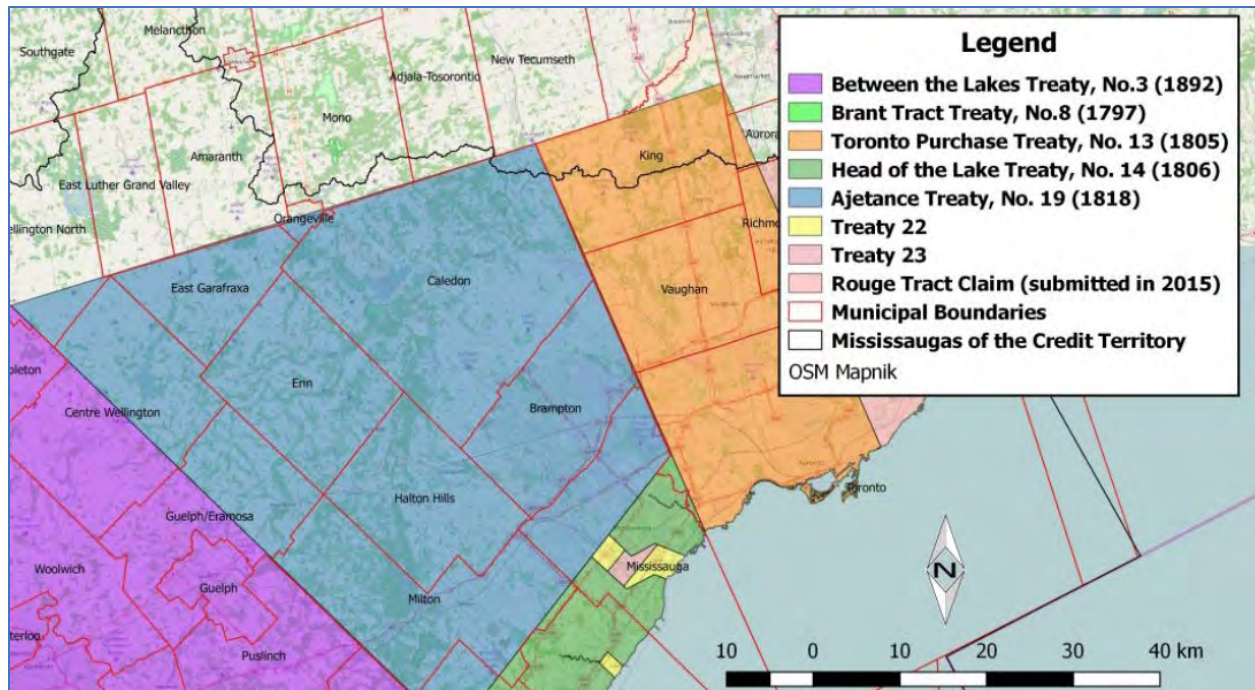 Melancthon
Southgate
New Tecumseth
Adjala-Tosorontio
Mono
Aurora
King
Amaranth
East Luther Grand Valley
Orangeville
Caledon
East Garafraxa
Vaughan
Erin
Brampton
Centre Wellington
Halton Hills
Toronto
Guelph/Eramosa
Woolwich
Mississauga
Guelph
Milton
Puslinch
Legend
Between the Lakes Treaty, No.3 (1892)
Brant Tract Treaty, No.8 (1797)
Toronto Purchase Treaty, No. 13 (1805)
Head of the Lake Treaty, No. 14 (1806)
Ajetance Treaty, No. 19 (1818)
Treaty 22
Treaty 23
Rouge Tract Claim (submitted in 2015)
Municipal Boundaries
Mississaugas of the Credit Territory
OSM Mapnik
N
10 0 10 20 30 40 km